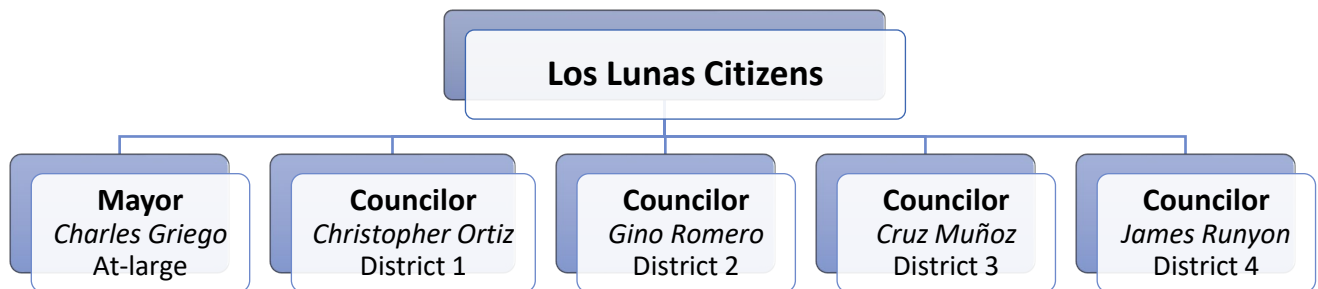 Los Lunas Citizens
Mayor
Charles Griego
At-large
Councilor
Christopher Ortiz
District 1
Councilor
Gino Romero
District 2
Councilor
Cruz Muñoz
District 3
Councilor
James Runyon
District 4